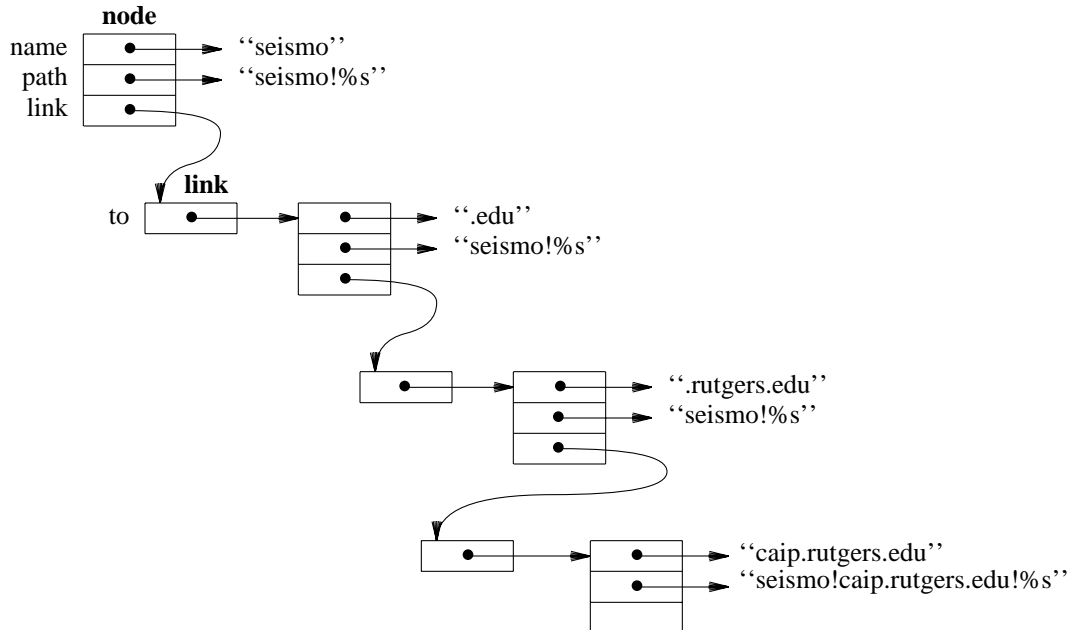 node
name ‘‘seismo’’
path ‘‘seismo!%s’’
link
link
to ‘‘.edu’’
‘‘seismo!%s’’
‘‘.rutgers.edu’’
‘‘seismo!%s’’
‘‘caip.rutgers.edu’’
‘‘seismo!caip.rutgers.edu!%s’’